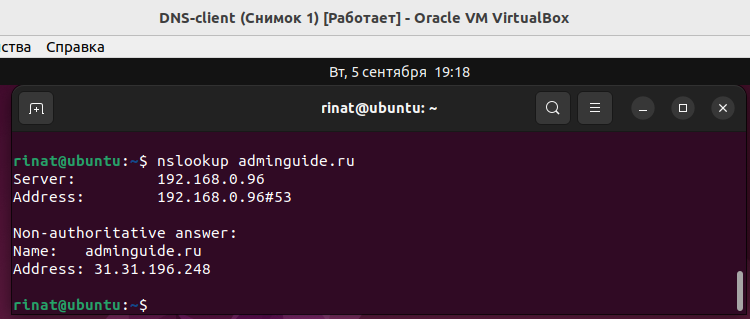 DNS-client (Снимок 1) [Работает] - Oracle VM VirtualBox
ства Справка
Вт, 5 сентября 19:18
rinat@ubuntu: ~
rinat@ubuntu:~$ nslookup adminguide.ru
Server: 192.168.0.96
Address: 192.168.0.96#53
Non-authoritative answer:
Name: adminguide.ru
Address: 31.31.196.248
rinat@ubuntu:~$